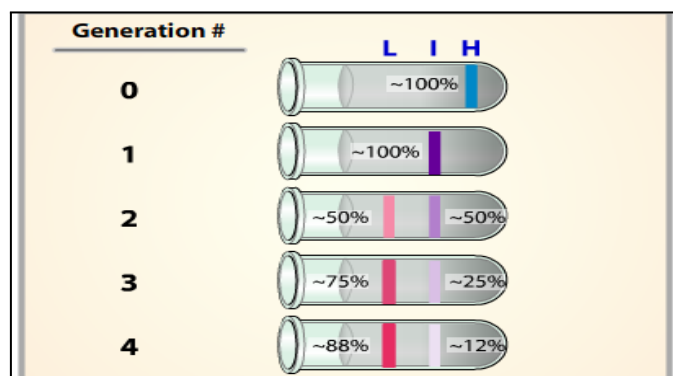 Generation #
L I H
0 ~100%
1 ~100%
2 ~50% ~50%
3 ~75% ~25%
4 ~88% ~12%